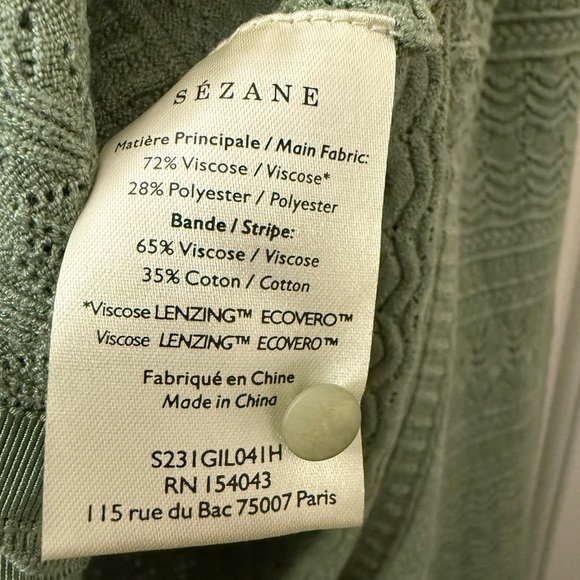 SÉZANE
Matière Principale / Main Fabric:
72% Viscose / Viscose*
28% Polyester / Polyester
Bande / Stripe:
65% Viscose / Viscose
35% Coton / Cotton
*Viscose LENZING™ ECOVERO™
Viscose LENZING™ ECOVERO™
Fabriqué en Chine
Made in China
S231GIL041H
RN 154043
115 rue du Bac 75007 Paris